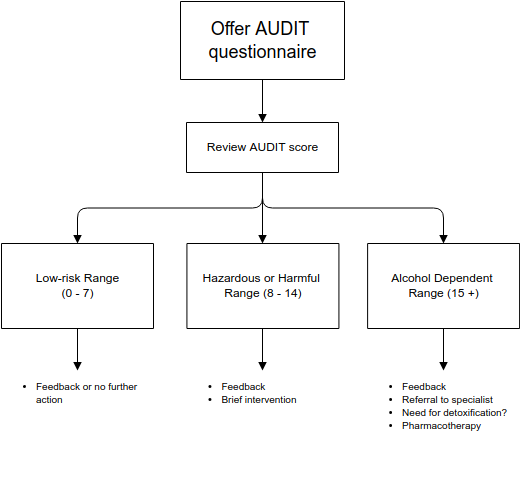 Offer AUDIT
questionnaire
Review AUDIT score
Low-risk Range
(0 - 7)
Hazardous or Harmful
Range (8 - 14)
Alcohol Dependent
Range (15 +)
• Feedback or no further
action
• Feedback
• Brief intervention
• Feedback
• Referral to specialist
• Need for detoxification?
• Pharmacotherapy